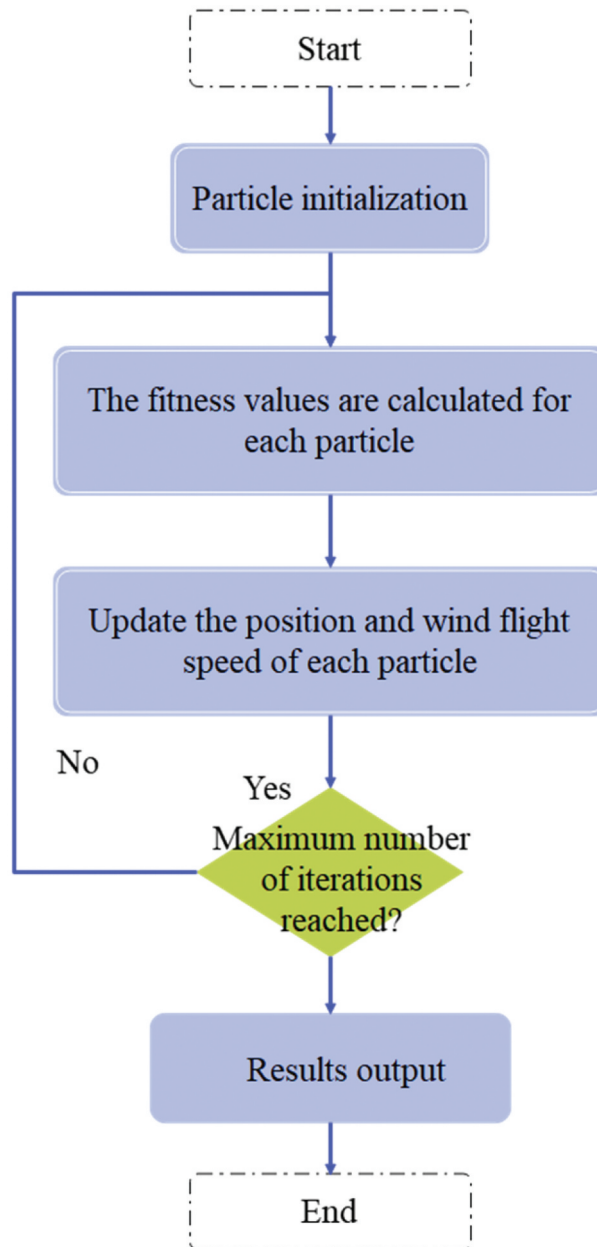 Start
Particle initialization
The fitness values are calculated for
each particle
Update the position and wind flight
speed of each particle
No
Yes
Maximum number
of iterations
reached?
Results output
End